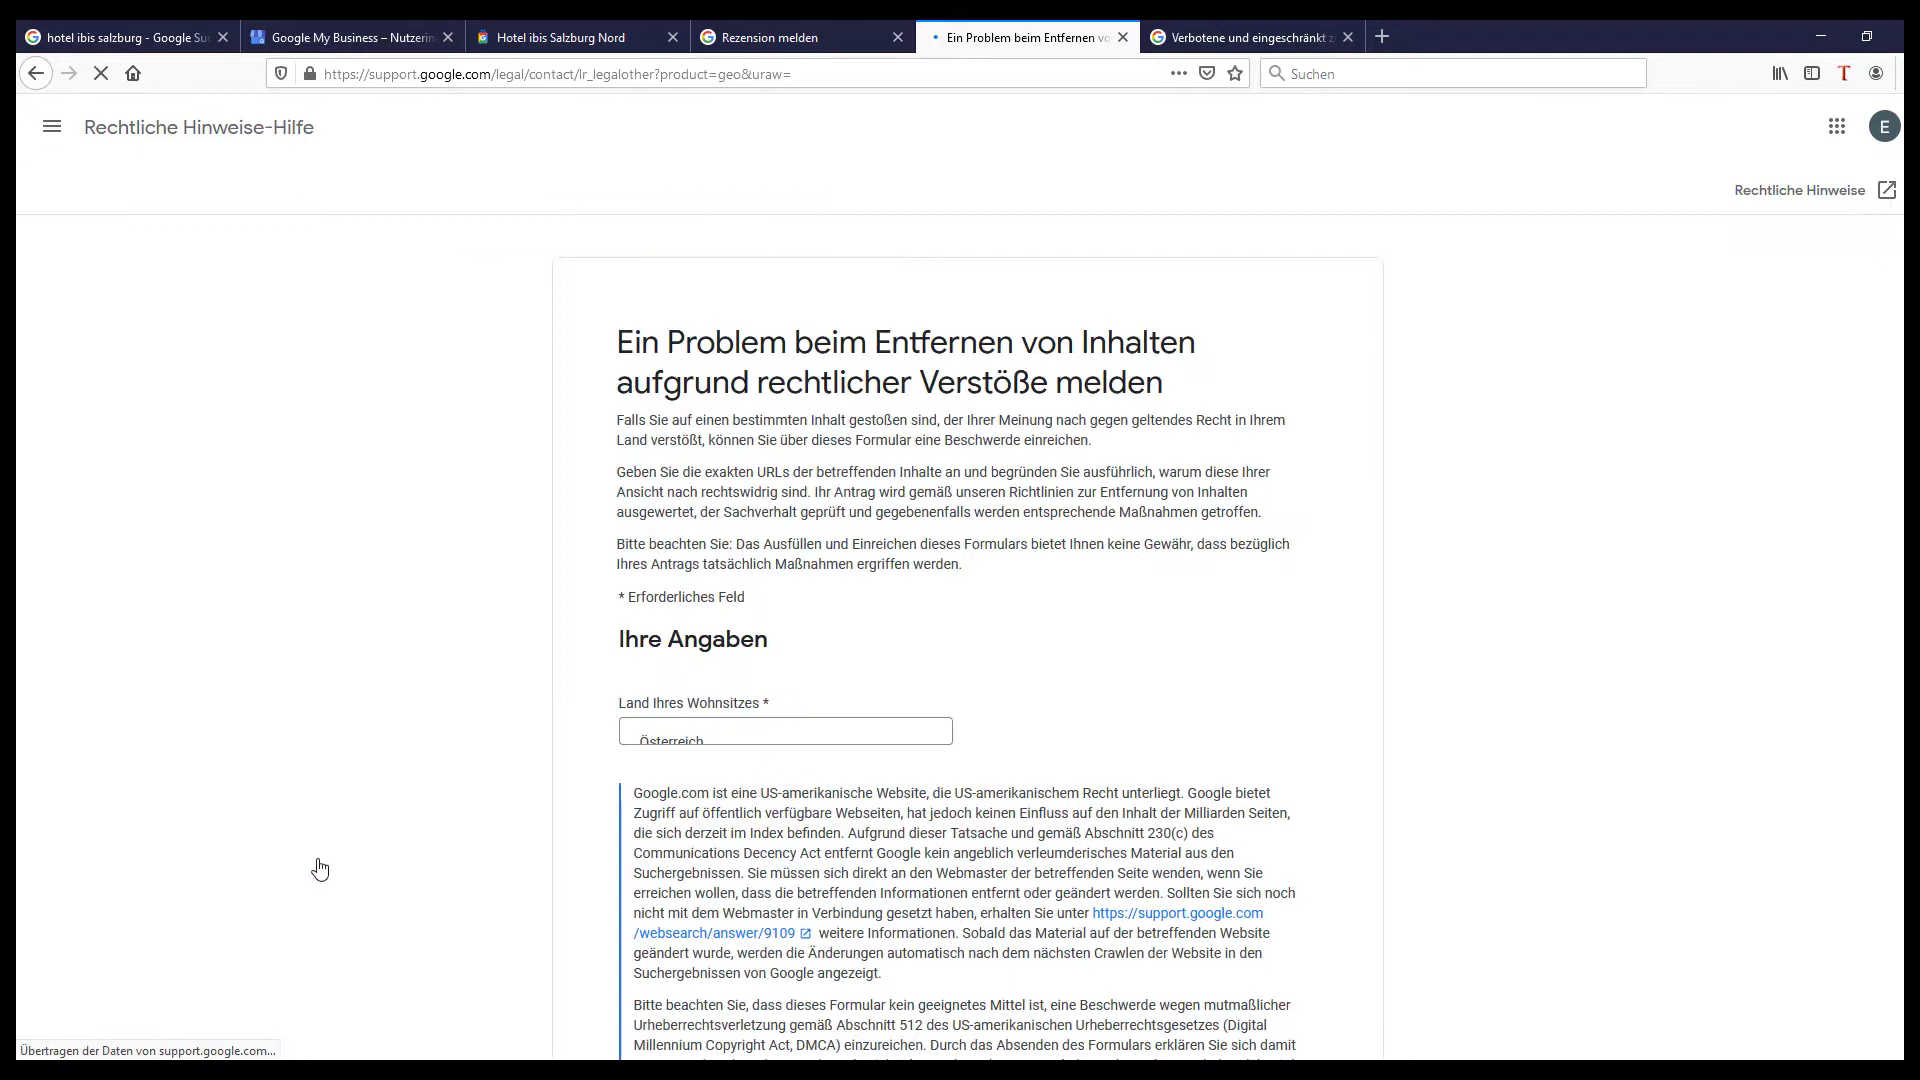 hotel ibis salzburg - Google Su
Google My Business – Nutzerin
Hotel ibis Salzburg Nord
Rezension melden
Ein Problem beim Entfernen vo
Verbotene und eingeschränkt z
https://support.google.com/legal/contact/lr_legalother?product=geo&uraw=
Suchen
Rechtliche Hinweise-Hilfe
E
Rechtliche Hinweise
Ein Problem beim Entfernen von Inhalten
aufgrund rechtlicher Verstöße melden
Falls Sie auf einen bestimmten Inhalt gestoßen sind, der Ihrer Meinung nach gegen geltendes Recht in Ihrem
Land verstößt, können Sie über dieses Formular eine Beschwerde einreichen.
Geben Sie die exakten URLs der betreffenden Inhalte an und begründen Sie ausführlich, warum diese Ihrer
Ansicht nach rechtswidrig sind. Ihr Antrag wird gemäß unseren Richtlinien zur Entfernung von Inhalten
ausgewertet, der Sachverhalt geprüft und gegebenenfalls werden entsprechende Maßnahmen getroffen.
Bitte beachten Sie: Das Ausfüllen und Einreichen dieses Formulars bietet Ihnen keine Gewähr, dass bezüglich
Ihres Antrags tatsächlich Maßnahmen ergriffen werden.
* Erforderliches Feld
Ihre Angaben
Land Ihres Wohnsitzes *
Österreich
Google.com ist eine US-amerikanische Website, die US-amerikanischem Recht unterliegt. Google bietet
Zugriff auf öffentlich verfügbare Webseiten, hat jedoch keinen Einfluss auf den Inhalt der Milliarden Seiten,
die sich derzeit im Index befinden. Aufgrund dieser Tatsache und gemäß Abschnitt 230(c) des
Communications Decency Act entfernt Google kein angeblich verleumderisches Material aus den
Suchergebnissen. Sie müssen sich direkt an den Webmaster der betreffenden Seite wenden, wenn Sie
erreichen wollen, dass die betreffenden Informationen entfernt oder geändert werden. Sollten Sie sich noch
nicht mit dem Webmaster in Verbindung gesetzt haben, erhalten Sie unter https://support.google.com
/websearch/answer/9109 weitere Informationen. Sobald das Material auf der betreffenden Website
geändert wurde, werden die Änderungen automatisch nach dem nächsten Crawlen der Website in den
Suchergebnissen von Google angezeigt.
Bitte beachten Sie, dass dieses Formular kein geeignetes Mittel ist, eine Beschwerde wegen mutmaßlicher
Urheberrechtsverletzung gemäß Abschnitt 512 des US-amerikanischen Urheberrechtsgesetzes (Digital
Millennium Copyright Act, DMCA) einzureichen. Durch das Absenden des Formulars erklären Sie sich damit
Übertragen der Daten von support.google.com...